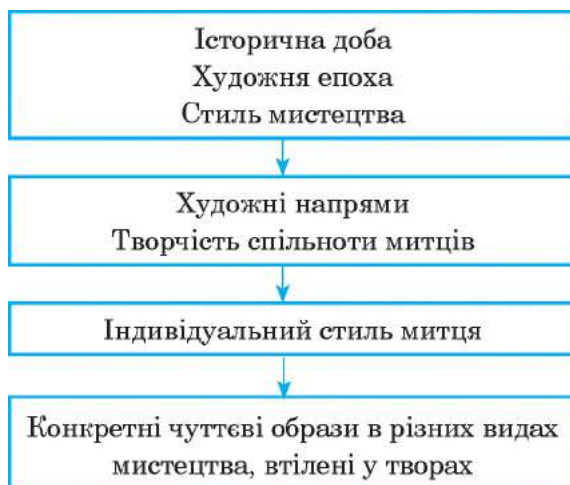 Історична доба
Художня епоха
Стиль мистецтва
Художні напрями
Творчість спільноти митців
Індивідуальний стиль митця
Конкретні чуттєві образи в різних видах
мистецтва, втілені у творах